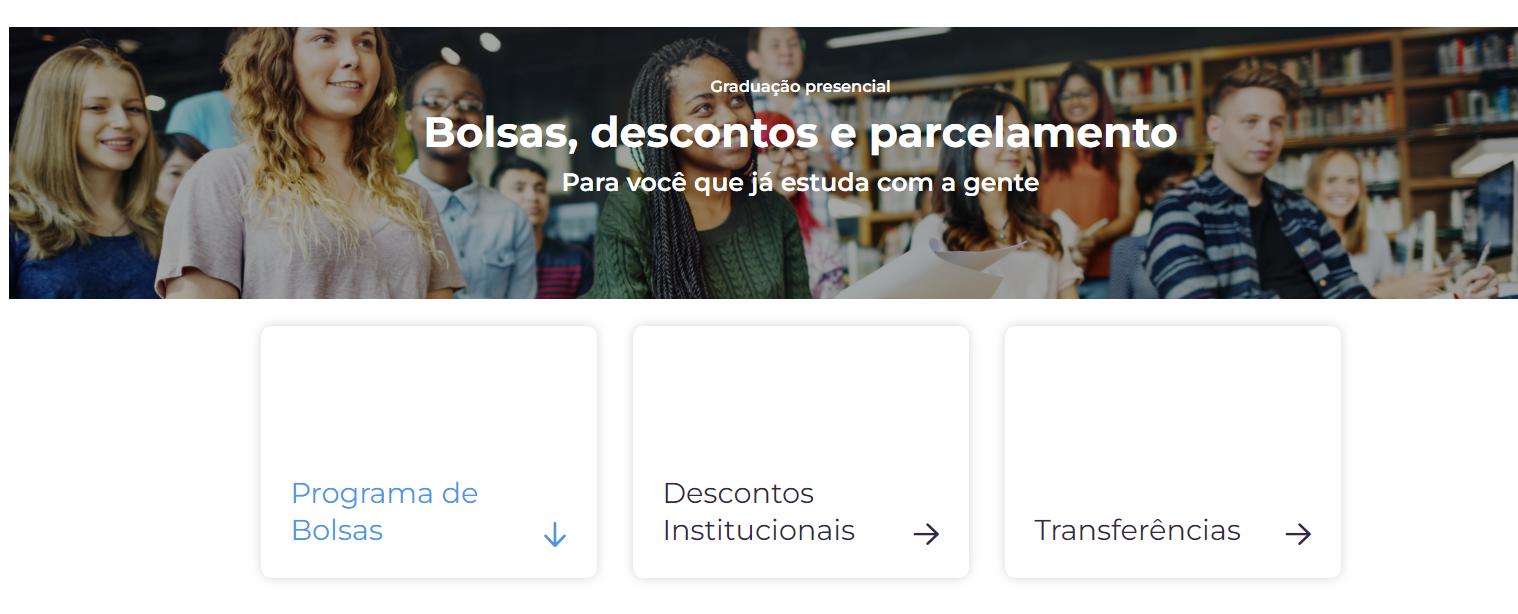 Graduação presencial
Bolsas, descontos e parcelamento
Para você que já estuda com a gente
Programa de
Bolsas
Descontos
Institucionais
Transferências